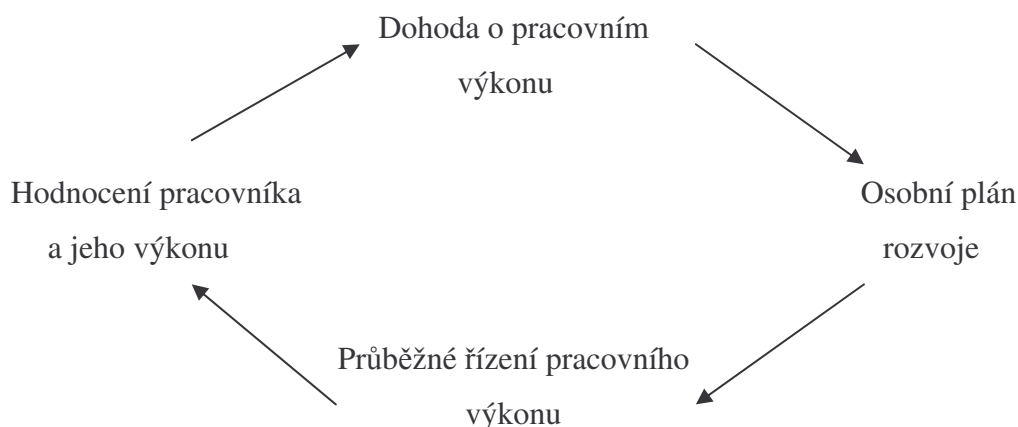 Dohoda o pracovním
výkonu
Hodnocení pracovníka
a jeho výkonu
Osobní plán
rozvoje
Průběžné řízení pracovního
výkonu